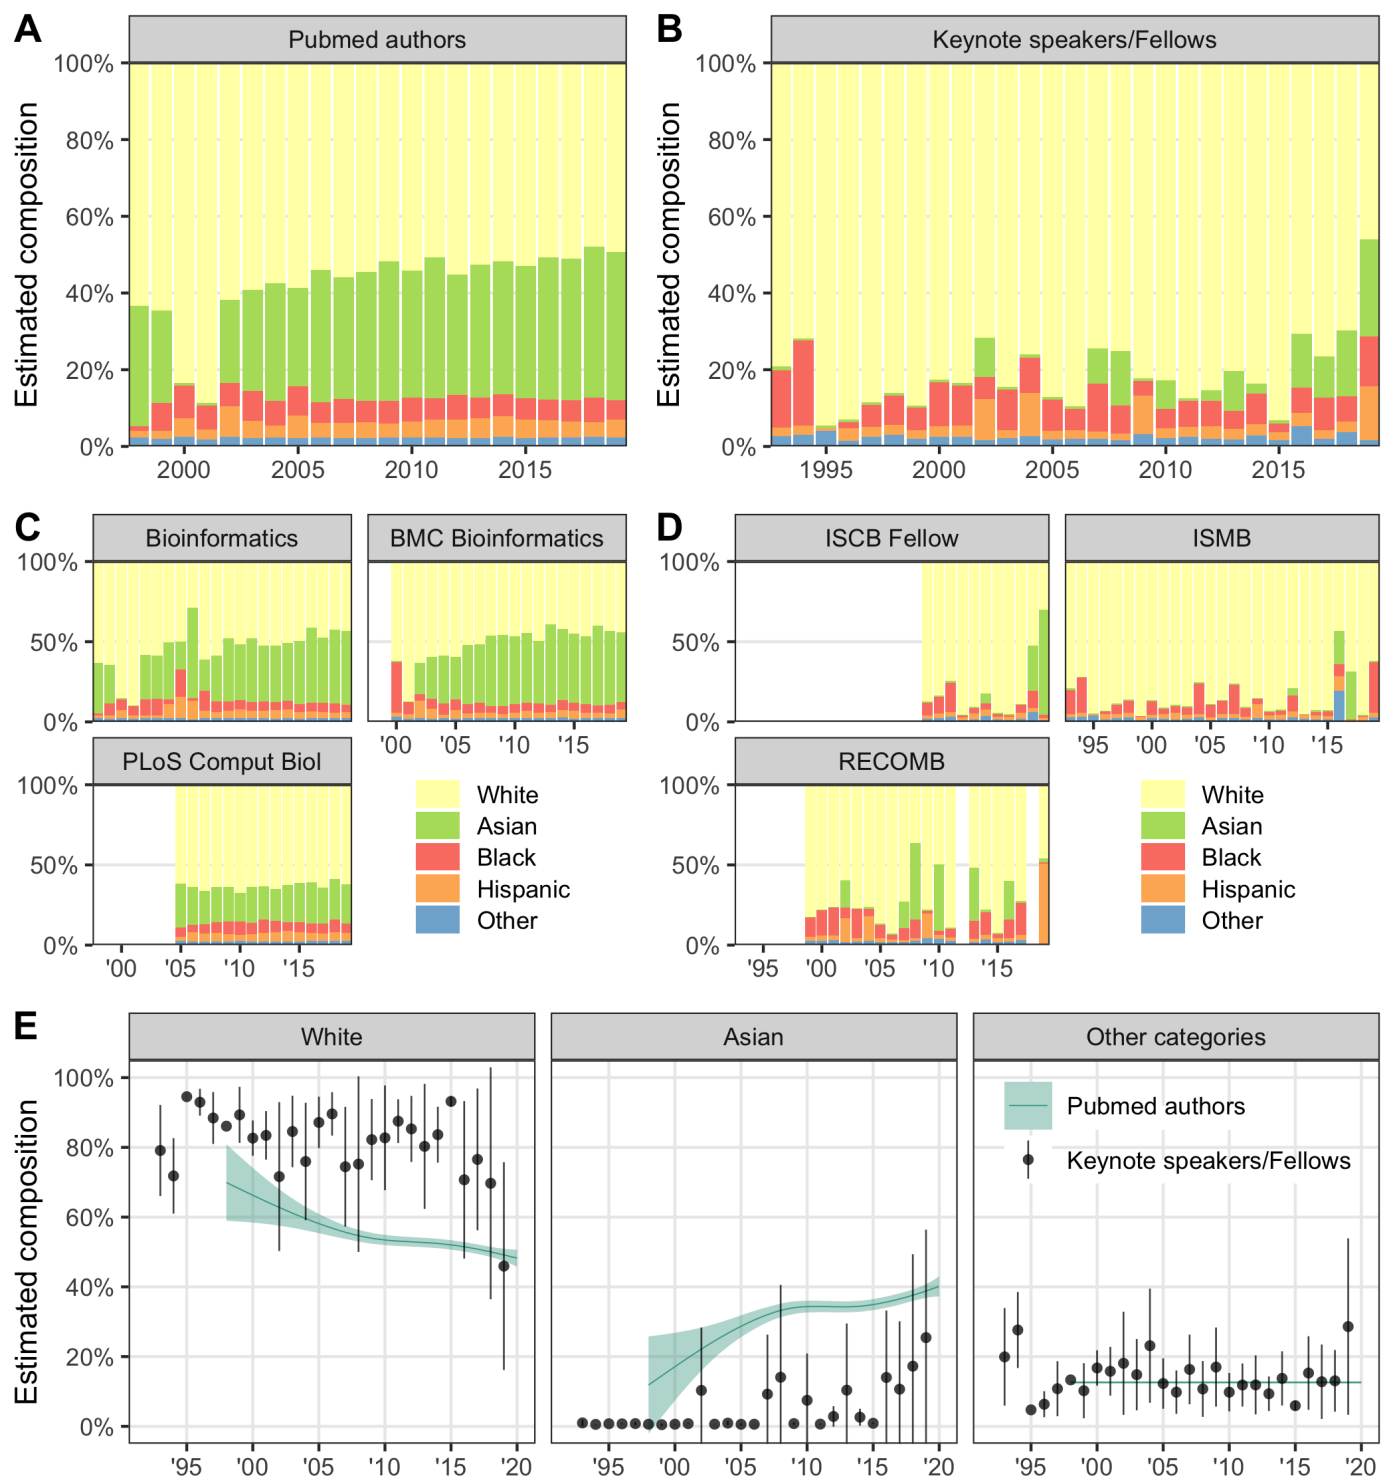 A
Pubmed authors
Estimated composition
100%
80%
60%
40%
20%
0%
2000 2005 2010 2015
B
Keynote speakers/Fellows
Estimated composition
100%
80%
60%
40%
20%
0%
1995 2000 2005 2010 2015
C
Bioinformatics
BMC Bioinformatics
100%
50%
0%
'00 '05 '10 '15
PLoS Comput Biol
100%
50%
0%
'00 '05 '10 '15
White
Asian
Black
Hispanic
Other
D
ISCB Fellow
ISMB
100%
50%
0%
'95 '00 '05 '10 '15
RECOMB
100%
50%
0%
'95 '00 '05 '10 '15
White
Asian
Black
Hispanic
Other
E
White
Asian
Other categories
Estimated composition
100%
80%
60%
40%
20%
0%
Pubmed authors
Keynote speakers/Fellows
'95 '00 '05 '10 '15 '20
'95 '00 '05 '10 '15 '20
'95 '00 '05 '10 '15 '20